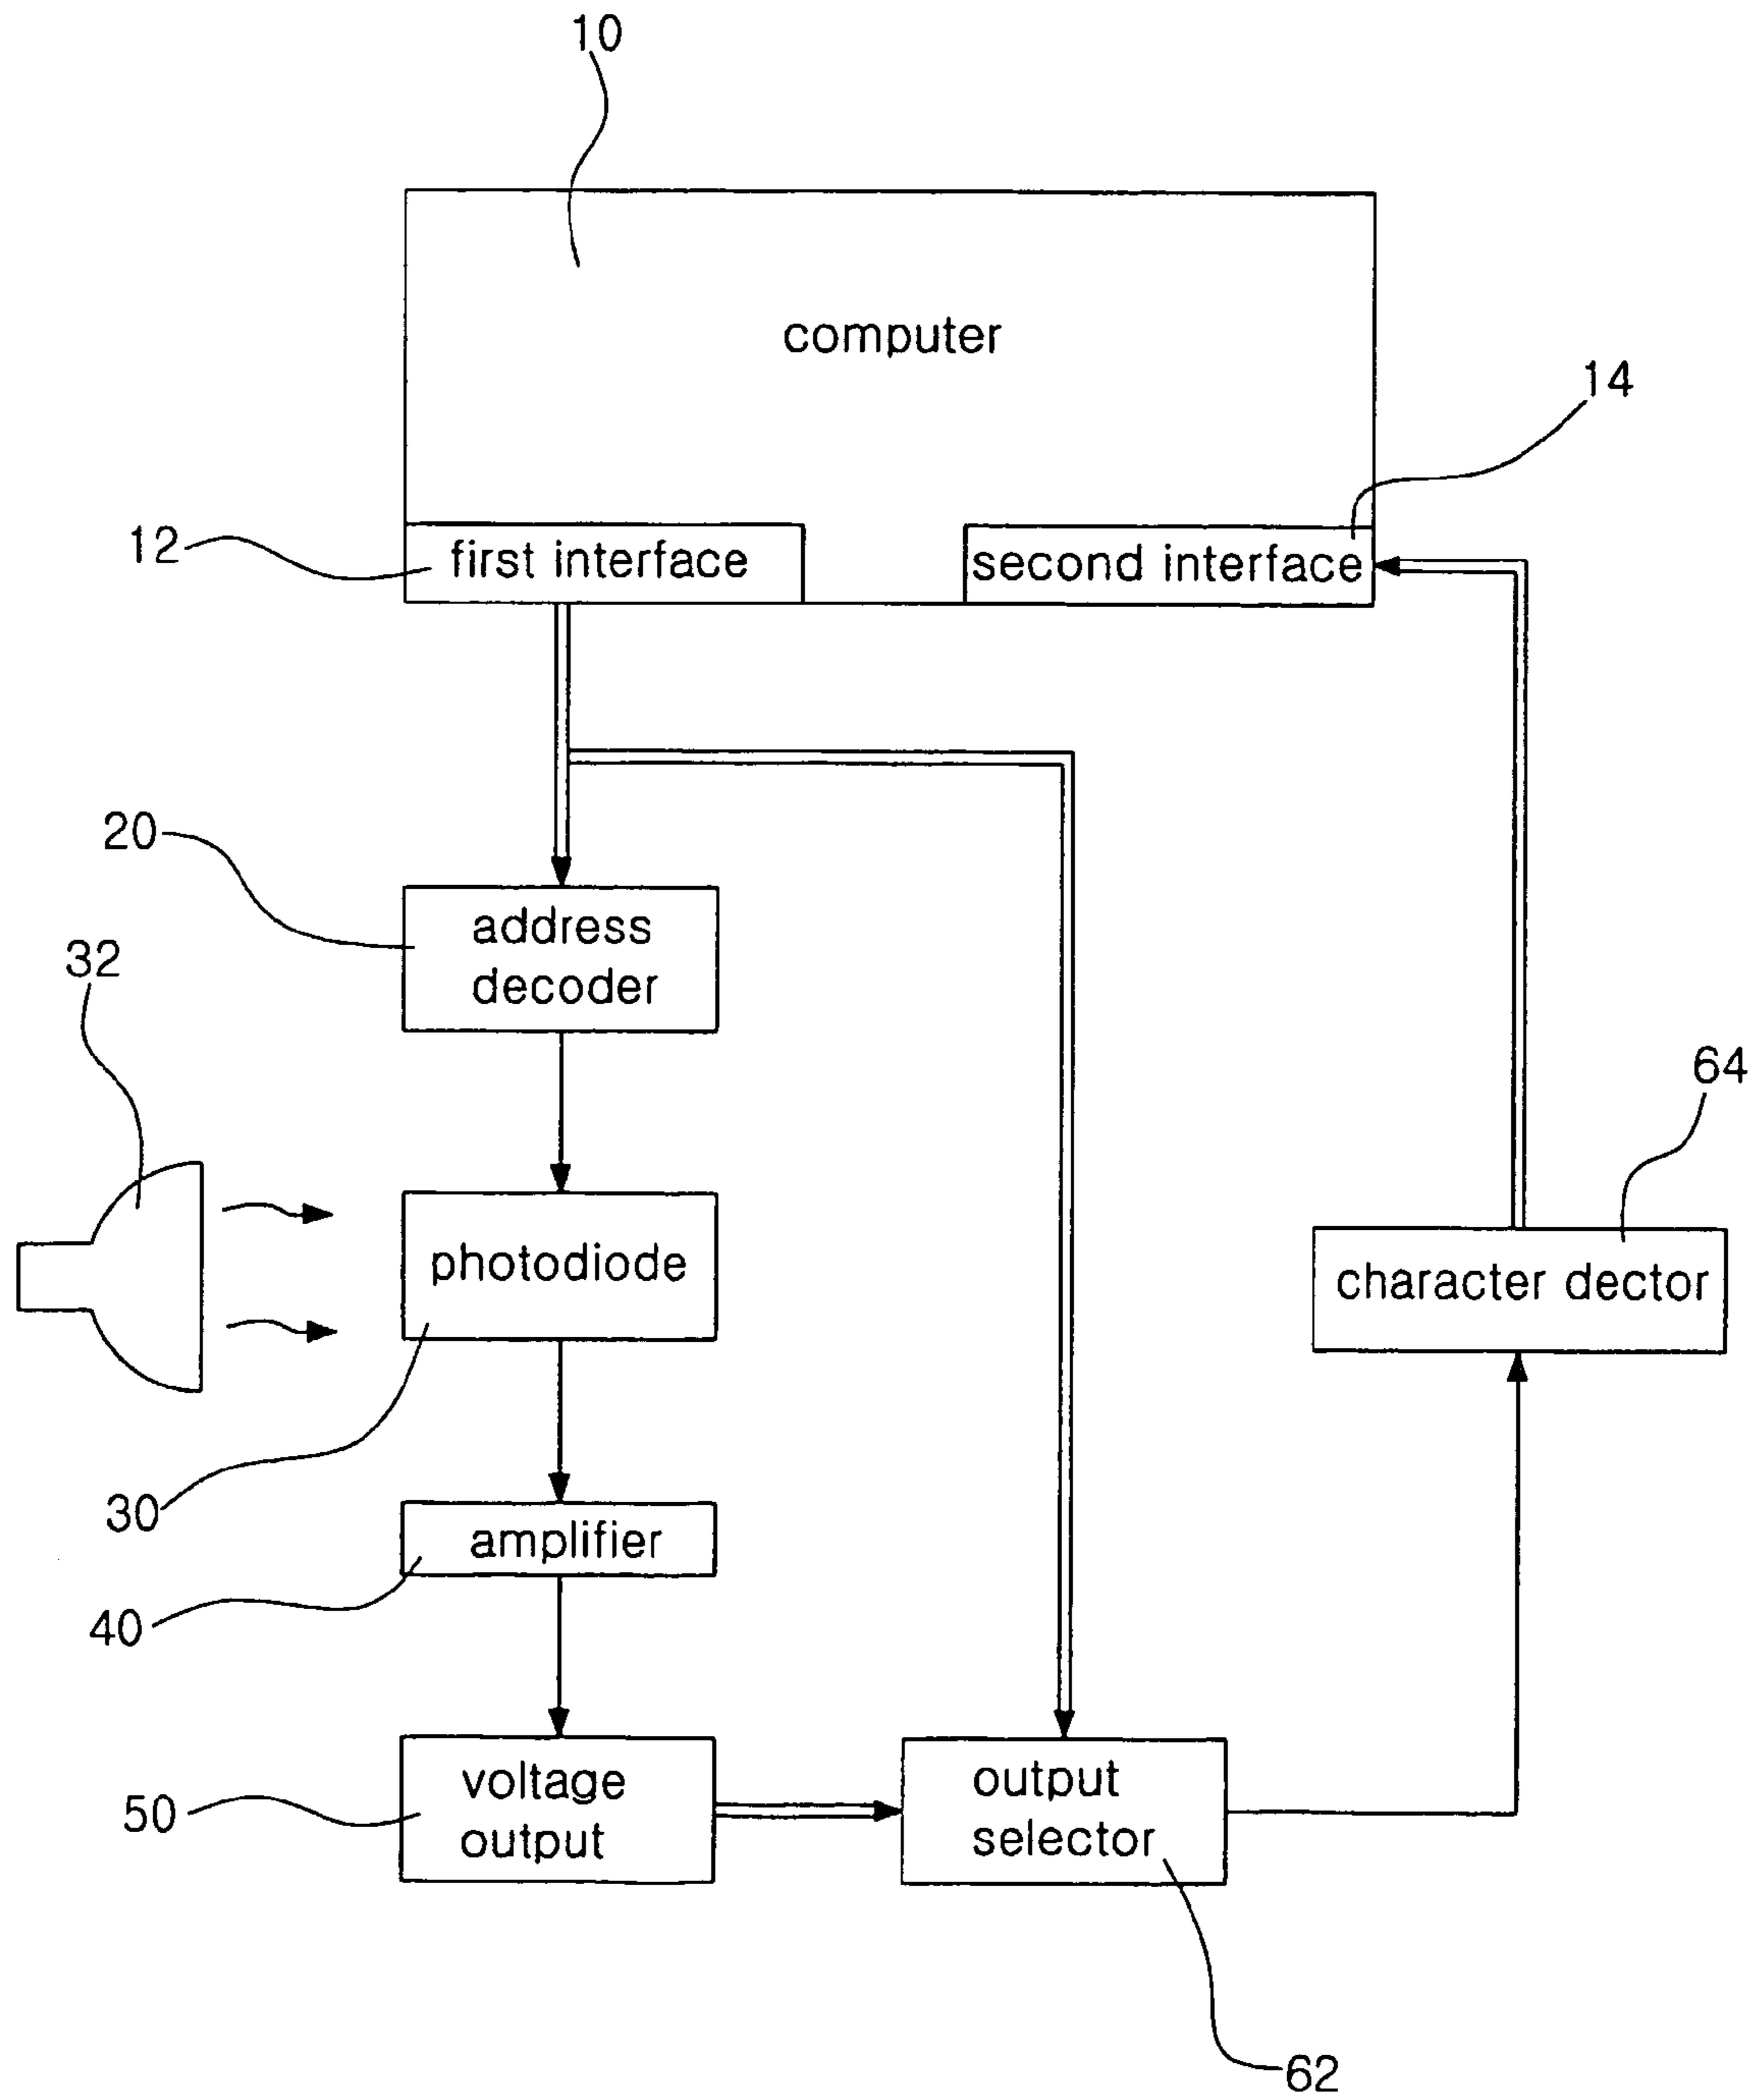 10
computer
14
12
first interface
second interface
20
address
decoder
32
64
photodiode
character dector
30
amplifier
40
voltage
output
50
output
selector
62